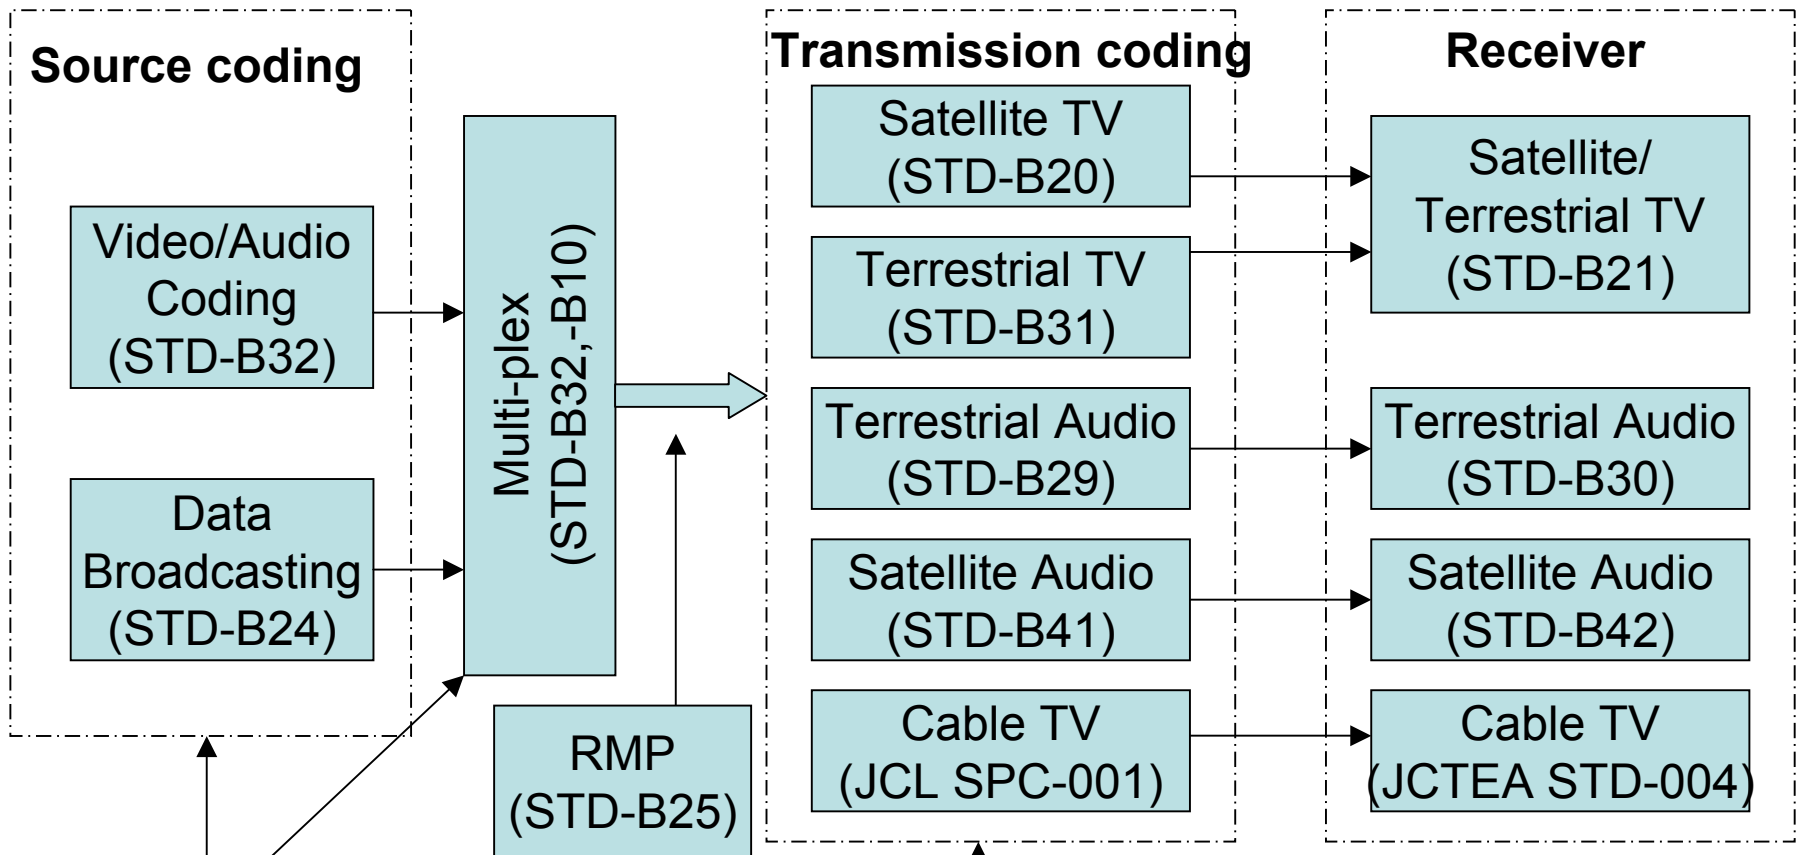 Source coding
Video/Audio
Coding
(STD-B32)
Data
Broadcasting
(STD-B24)
Multi-plex
(STD-B32,-B10)
RMP
(STD-B25)
Transmission coding
Satellite TV
(STD-B20)
Terrestrial TV
(STD-B31)
Terrestrial Audio
(STD-B29)
Satellite Audio
(STD-B41)
Cable TV
(JCL SPC-001)
Receiver
Satellite/
Terrestrial TV
(STD-B21)
Terrestrial Audio
(STD-B30)
Satellite Audio
(STD-B42)
Cable TV
(JCTEA STD-004)